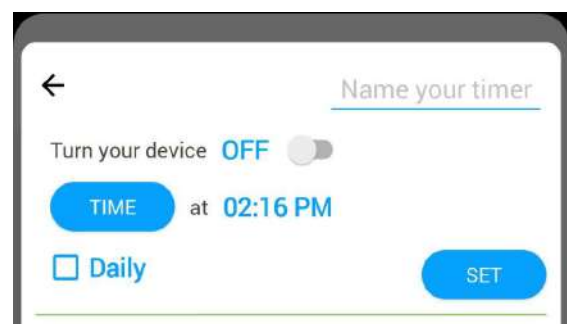 Name your timer
Turn your device OFF
TIME at 02:16 PM
Daily
SET